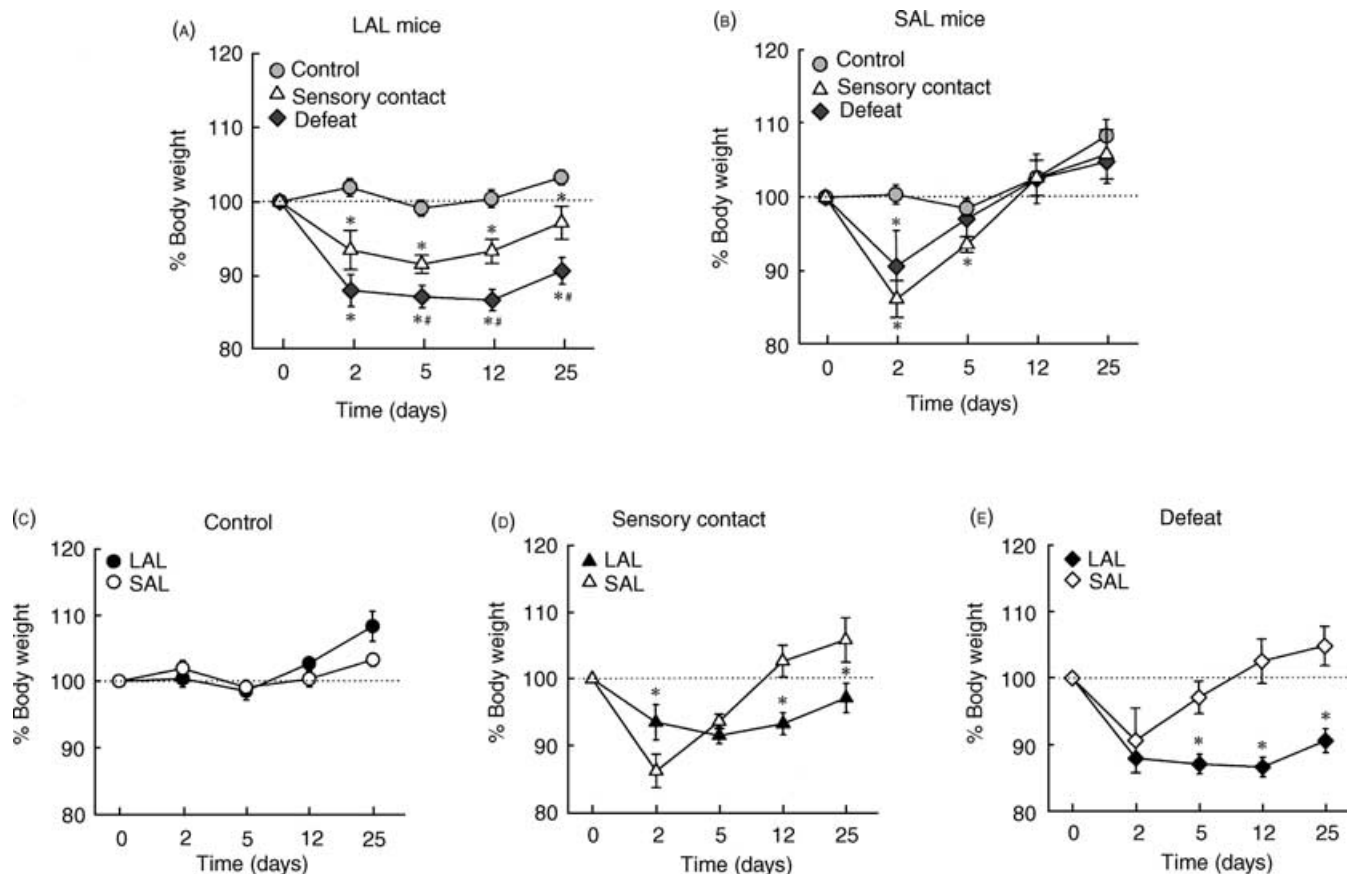 (A) LAL mice
120
110
100
90
80
% Body weight
Control
Sensory contact
Defeat
* * * *
* *# *# *#
0 2 5 12 25
Time (days)
(B) SAL mice
120
110
100
90
80
% Body weight
Control
Sensory contact
Defeat
*
* *
0 2 5 12 25
Time (days)
(C) Control
120
110
100
90
80
% Body weight
LAL
SAL
0 2 5 12 25
Time (days)
(D) Sensory contact
120
110
100
90
80
% Body weight
LAL
SAL
* * *
0 2 5 12 25
Time (days)
(E) Defeat
120
110
100
90
80
% Body weight
LAL
SAL
* * *
0 2 5 12 25
Time (days)